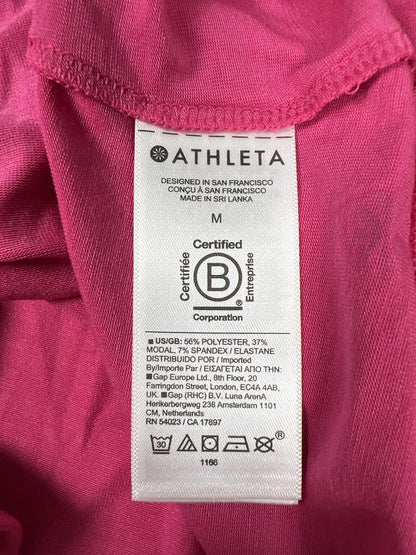 ATHLETA
DESIGNED IN SAN FRANCISCO
CONÇU À SAN FRANCISCO
MADE IN SRI LANKA
M
Certified
Certifiée
B
Entreprise
®
Corporation
■ US/GB: 56% POLYESTER, 37%
MODAL, 7% SPANDEX / ELASTANE
DISTRIBUIDO POR / Imported
By/Importe Par / ΕΙΣΑΓΕΤΑΙ ΑΠΟ ΤΗΝ:
■Gap Europe Ltd., 8th Floor, 20
Farringdon Street, London, EC4A 4AB,
UK. ■Gap (RHC) B.V. Luna ArenA
Herikerbergweg 238 Amsterdam 1101
CM, Netherlands
RN 54023 / CA 17897
30
®
1166